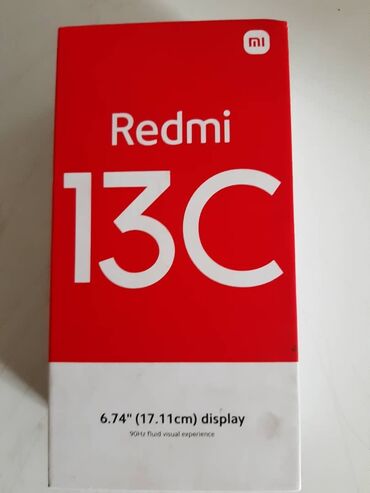 mi
Redmi
13C
6.74" (17.11cm) display
90Hz fluid visual experience